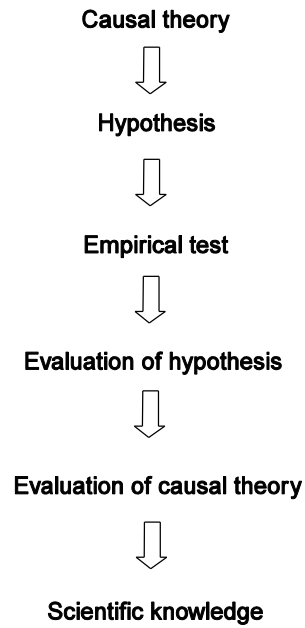 Causal theory
Hypothesis
Empirical test
Evaluation of hypothesis
Evaluation of causal theory
Scientific knowledge